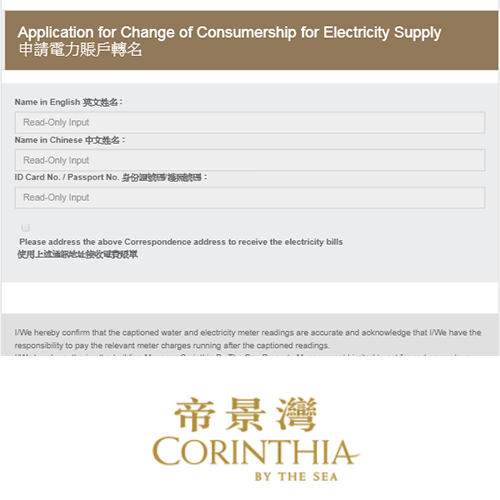 Application for Change of Consumership for Electricity Supply
申請電力賬戶轉名
Name in English 英文姓名：
Read-Only Input
Name in Chinese 中文姓名：
Read-Only Input
ID Card No. / Passport No. 身份證號碼/護照號碼：
Read-Only Input
Please address the above Correspondence address to receive the electricity bills
使用上述通訊地址接收電費賬單
I/We hereby confirm that the captioned water and electricity meter readings are accurate and acknowledge that I/We have the
responsibility to pay the relevant meter charges running after the captioned readings.
帝景灣
CORINTHIA
BY THE SEA